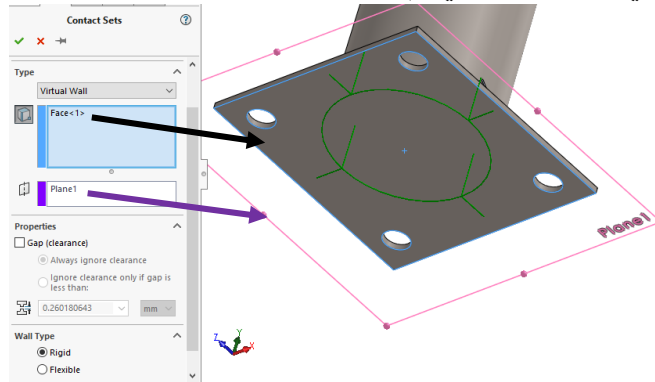 Contact Sets
?
Type
Virtual Wall
Face<1>
Plane1
Properties
Gap (clearance)
Always ignore clearance
Ignore clearance only if gap is
less than:
0.260180643
mm
Wall Type
Rigid
Flexible
Plane1
Z
Y
X